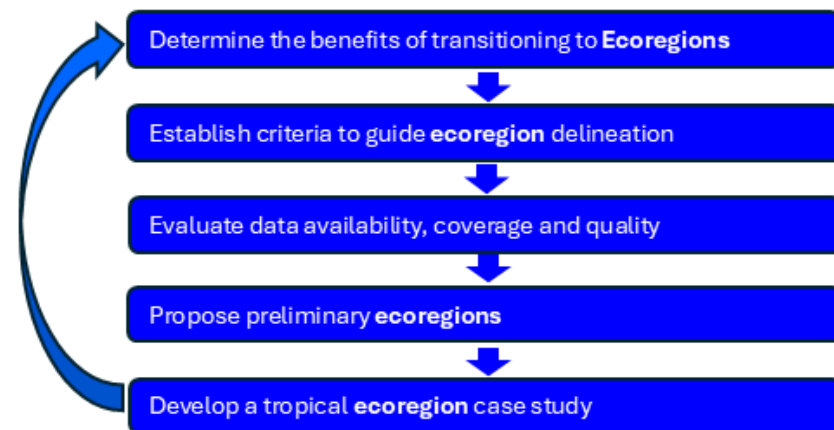 Determine the benefits of transitioning to Ecoregions
Establish criteria to guide ecoregion delineation
Evaluate data availability, coverage and quality
Propose preliminary ecoregions
Develop a tropical ecoregion case study